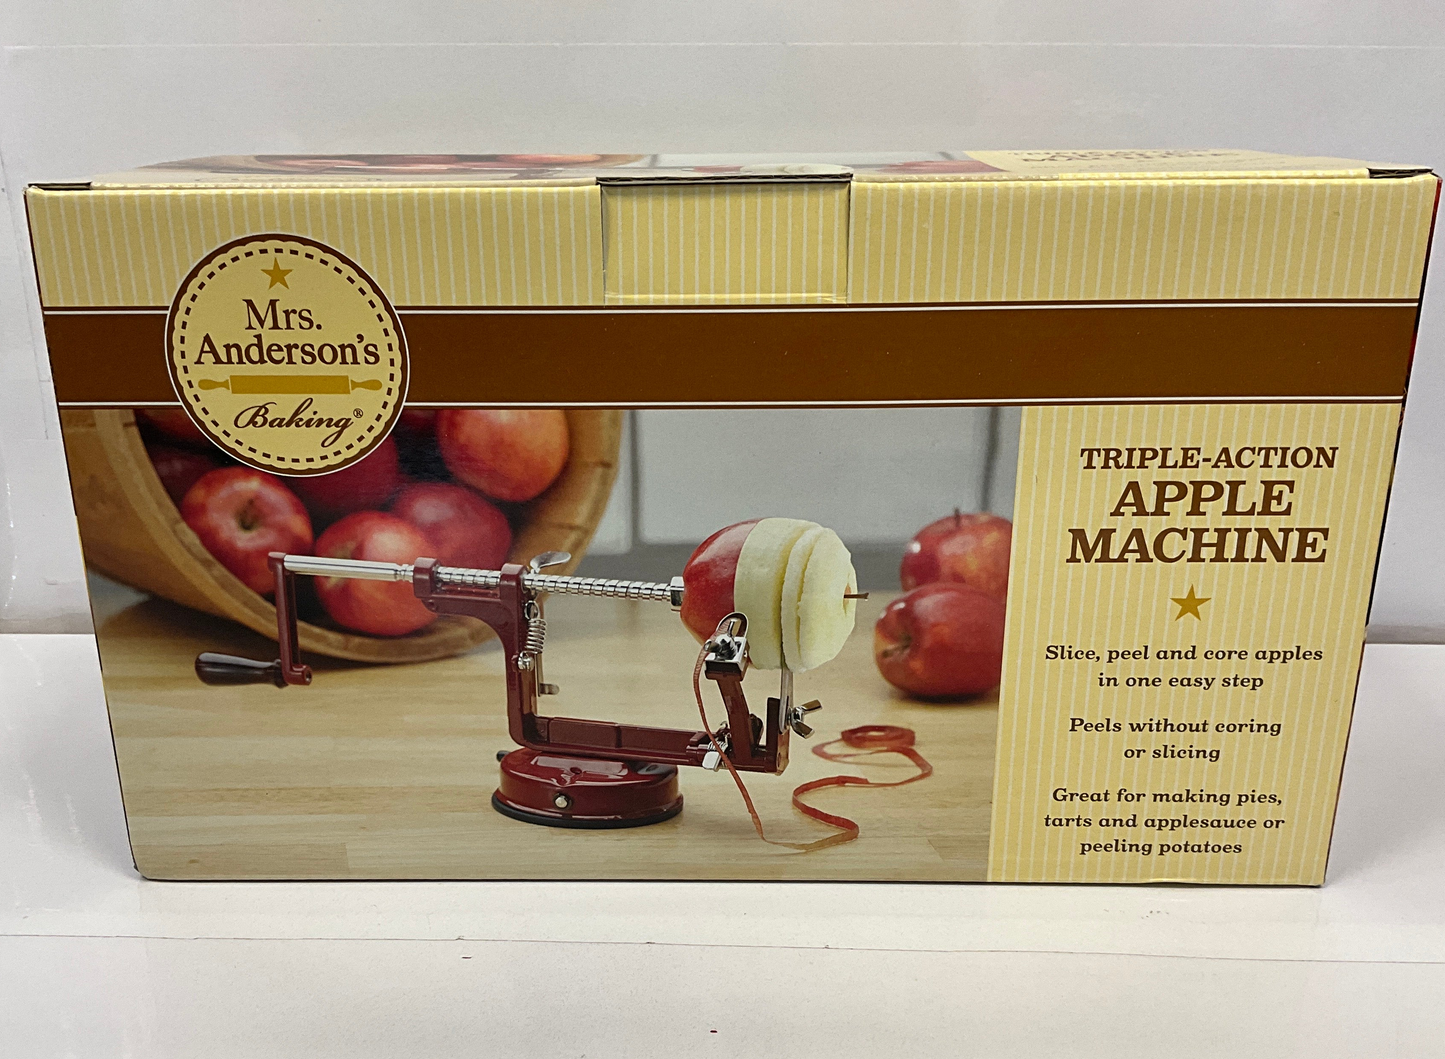 Mrs.
Anderson's
Baking®
TRIPLE-ACTION
APPLE
MACHINE
Slice, peel and core apples
in one easy step
Peels without coring
or slicing
Great for making pies,
tarts and applesauce or
peeling potatoes